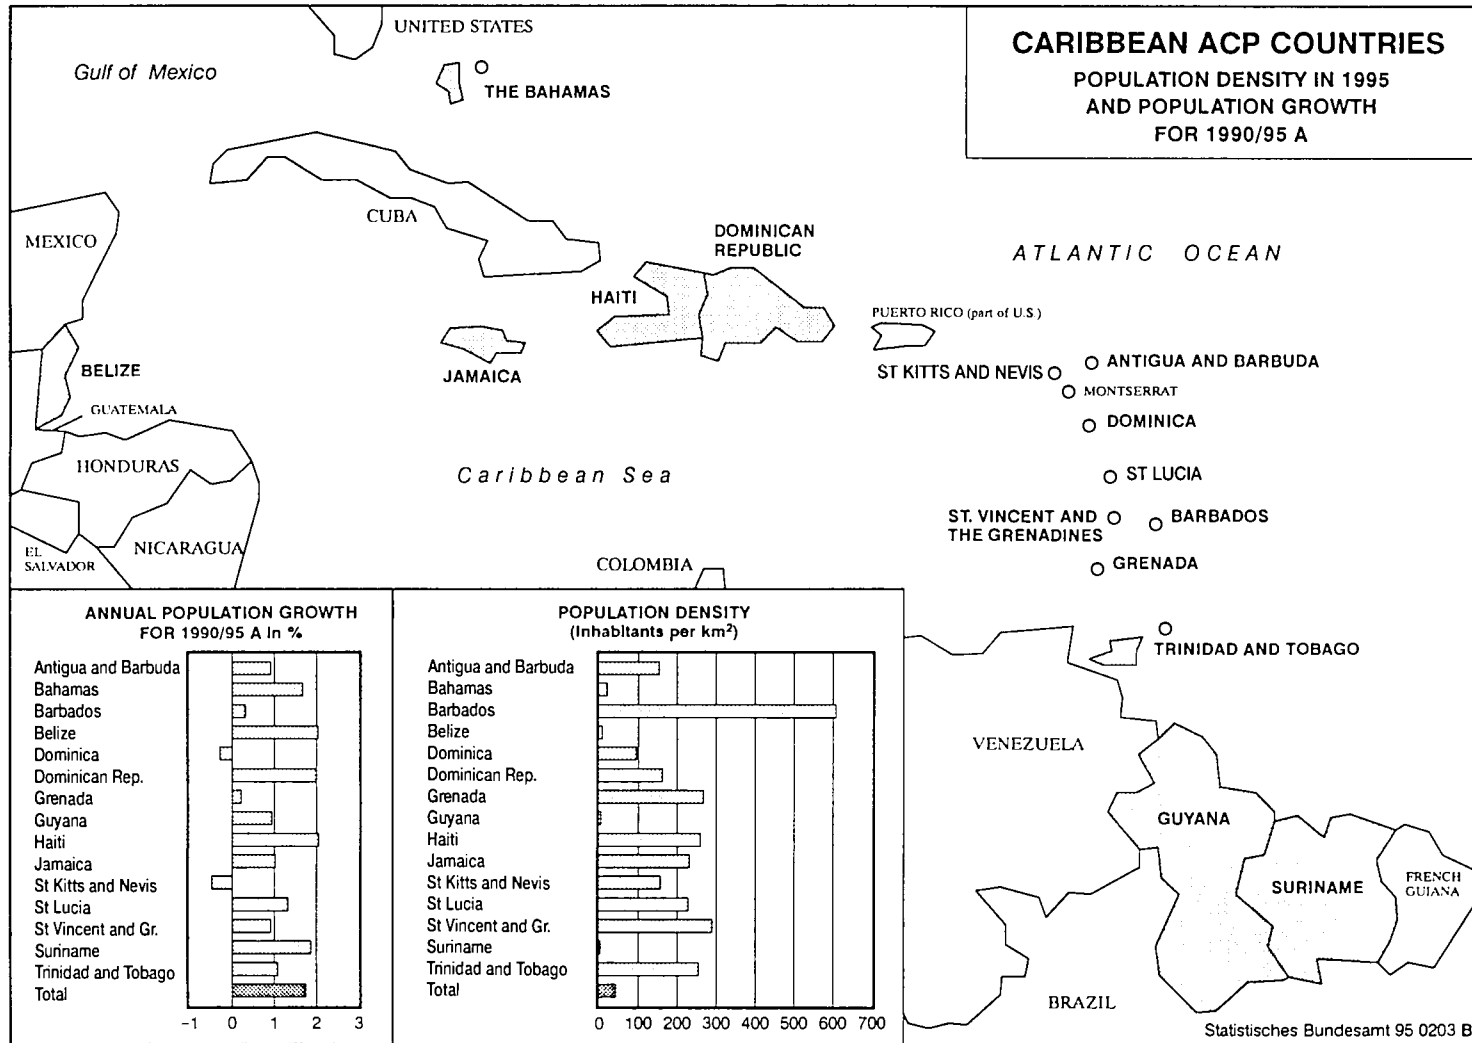 UNITED STATES
Gulf of Mexico
THE BAHAMAS
CARIBBEAN ACP COUNTRIES
POPULATION DENSITY IN 1995
AND POPULATION GROWTH
FOR 1990/95 A
CUBA
MEXICO
DOMINICAN
REPUBLIC
ATLANTIC OCEAN
HAITI
PUERTO RICO (part of U.S.)
JAMAICA
BELIZE
ST KITTS AND NEVIS
ANTIGUA AND BARBUDA
MONTSERRAT
GUATEMALA
DOMINICA
HONDURAS
Caribbean Sea
ST LUCIA
ST. VINCENT AND
THE GRENADINES
BARBADOS
EL
SALVADOR
NICARAGUA
COLOMBIA
GRENADA
TRINIDAD AND TOBAGO
VENEZUELA
GUYANA
SURINAME
FRENCH
GUIANA
BRAZIL
ANNUAL POPULATION GROWTH
FOR 1990/95 A In %
Antigua and Barbuda
Bahamas
Barbados
Belize
Dominica
Dominican Rep.
Grenada
Guyana
Haiti
Jamaica
St Kitts and Nevis
St Lucia
St Vincent and Gr.
Suriname
Trinidad and Tobago
Total
-1 0 1 2 3
POPULATION DENSITY
(Inhabitants per km²)
Antigua and Barbuda
Bahamas
Barbados
Belize
Dominica
Dominican Rep.
Grenada
Guyana
Haiti
Jamaica
St Kitts and Nevis
St Lucia
St Vincent and Gr.
Suriname
Trinidad and Tobago
Total
0 100 200 300 400 500 600 700
Statistisches Bundesamt 95 0203 B